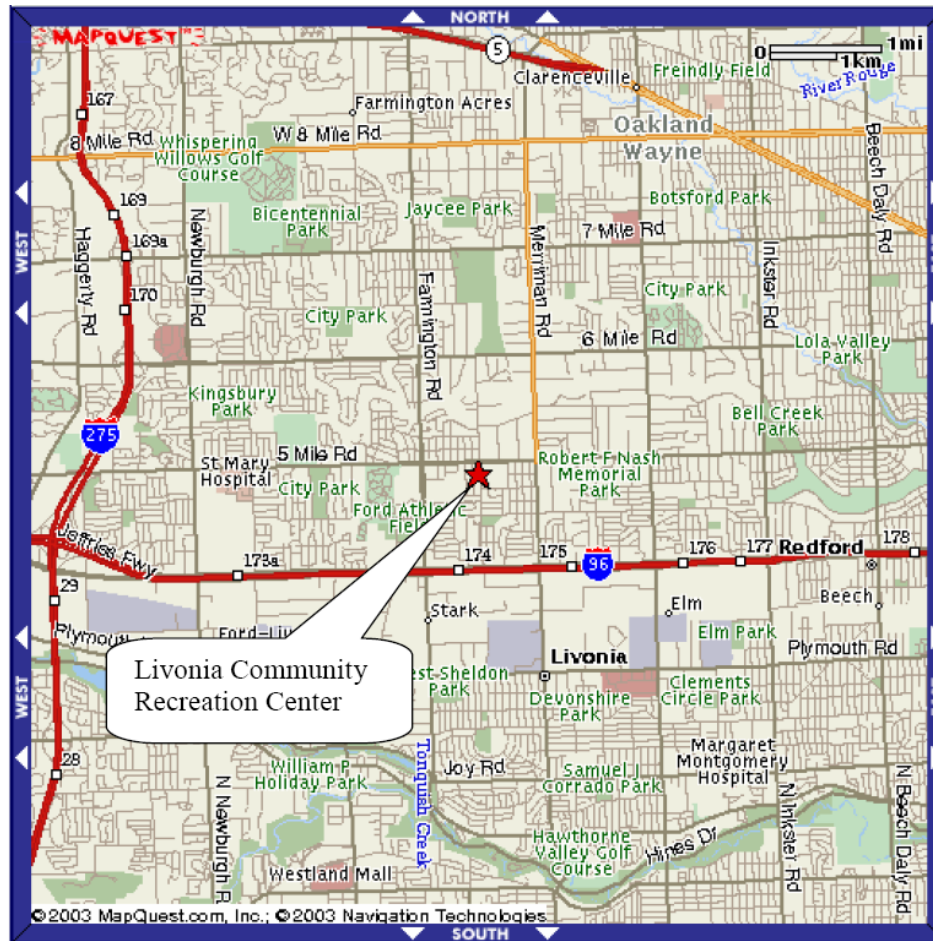 NORTH
MAPQUEST
5
0 1mi
1km
Clarenceville
Freindly Field
River Rouge
167
Farmington Acres
8 Mile Rd
W 8 Mile Rd
Oakland
Wayne
Beech Daly Rd
Whispering
Willows Golf
Course
169
Newburgh Rd
Bicentennial
Park
Jaycee Park
Botsford Park
7 Mile Rd
WEST
Haggerly Rd
169a
Merriman Rd
Inkster Rd
170
Farmington Rd
City Park
City Park
6 Mile Rd
Lola Valley
Park
Kingsbury
Park
Bell Creek
Park
275
5 Mile Rd
St Mary
Hospital
City Park
Robert F Nash
Memorial
Park
Ford Athletic
Field
Jeffries Fwy
173a
174
175
96
176
177
Redford
178
29
Stark
Elm
Beech
Plymouth
Ford-Liv
Livonia
Elm Park
Plymouth Rd
Livonia Community
Recreation Center
WEST
est Sheldon
Park
Devonshire
Park
Clements
Circle Park
28
Tonquish Creek
William P
Holiday Park
Joy Rd
Samuel J
Corrado Park
Margaret
Montgomery
Hospital
N Newburgh R
Hawthorne
Valley Golf
Course
Hines Dr
N Inkster Rd
N Beech Daly Rd
Westland Mall
©2003 MapQuest.com, Inc.; ©2003 Navigation Technologies
SOUTH